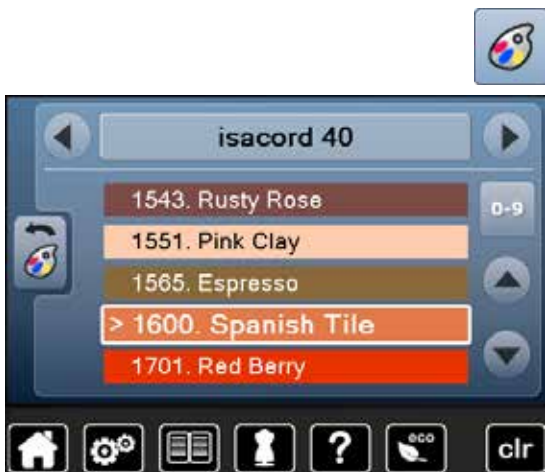 isacord 40
1543. Rusty Rose
0-9
1551. Pink Clay
1565. Espresso
> 1600. Spanish Tile
1701. Red Berry
?
eco
clr